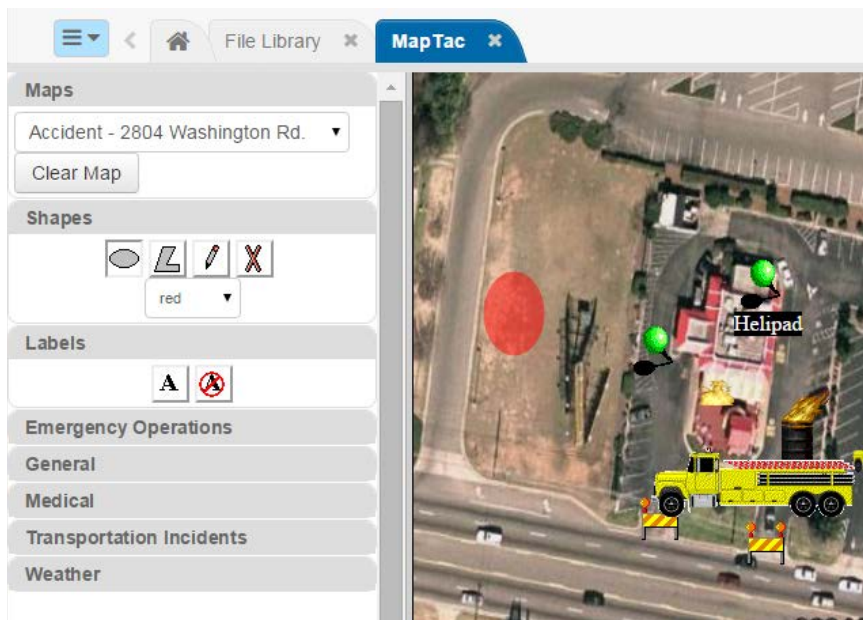 File Library
MapTac
Maps
Accident - 2804 Washington Rd.
Clear Map
Shapes
red
Labels
A
A
Emergency Operations
General
Medical
Transportation Incidents
Weather
Helipad